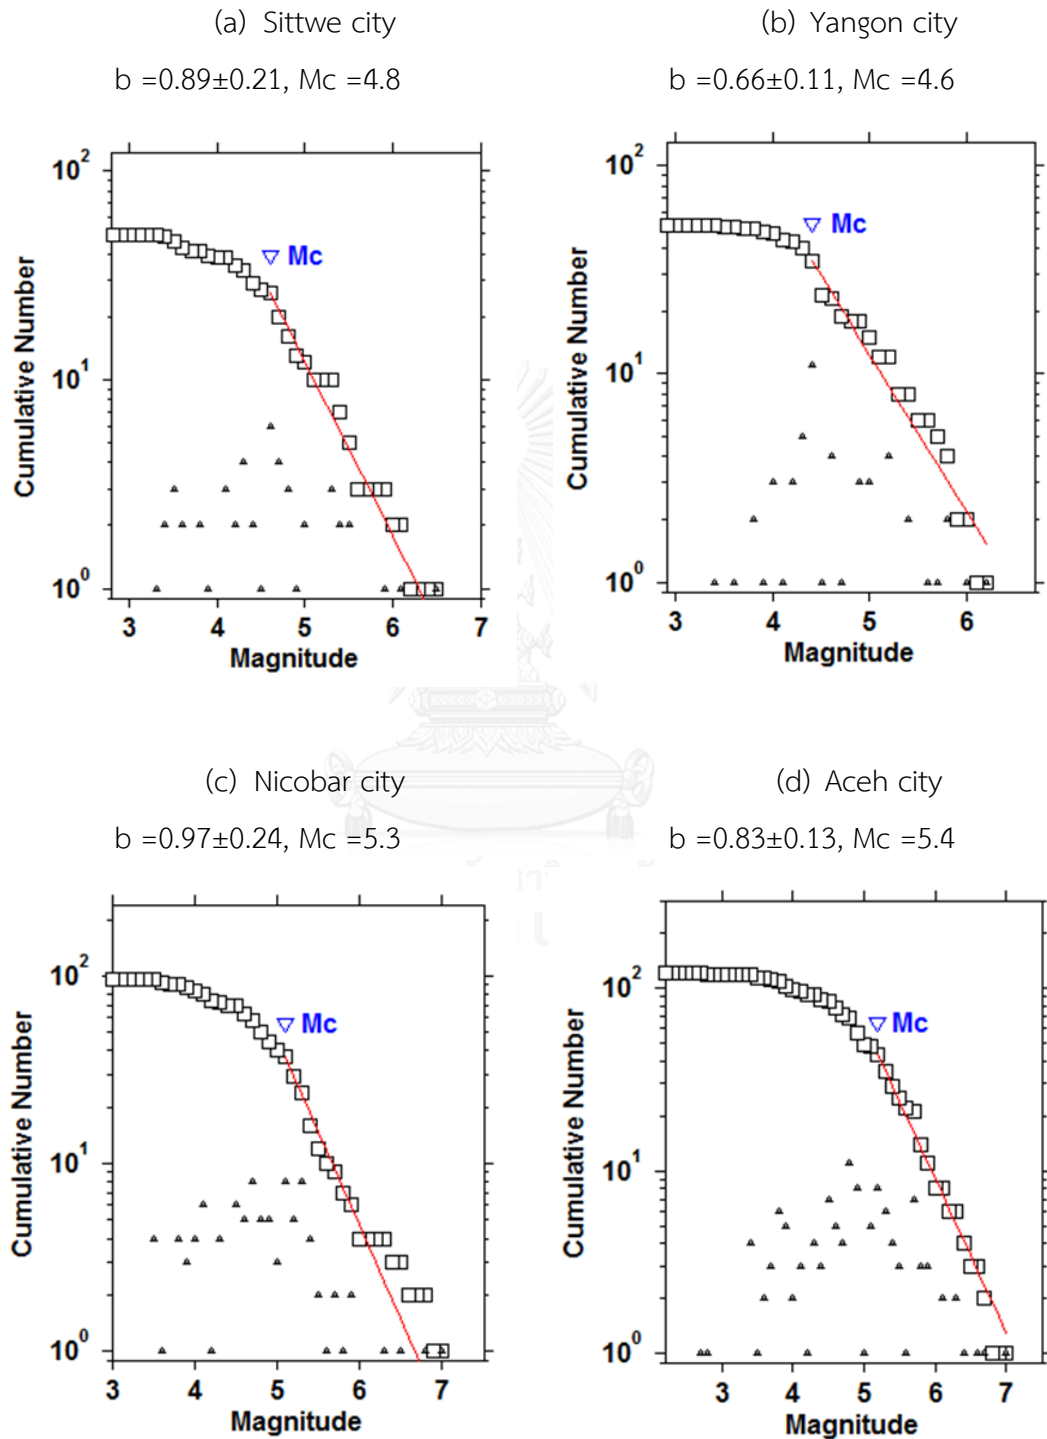 (a) Sittwe city
b =0.89±0.21, Mc =4.8
10²
10¹
10⁰
Cumulative Number
Mc
3 4 5 6 7
Magnitude
(b) Yangon city
b =0.66±0.11, Mc =4.6
10²
10¹
10⁰
Cumulative Number
Mc
3 4 5 6
Magnitude
(c) Nicobar city
b =0.97±0.24, Mc =5.3
10²
10¹
10⁰
Cumulative Number
Mc
3 4 5 6 7
Magnitude
(d) Aceh city
b =0.83±0.13, Mc =5.4
10²
10¹
10⁰
Cumulative Number
Mc
3 4 5 6 7
Magnitude